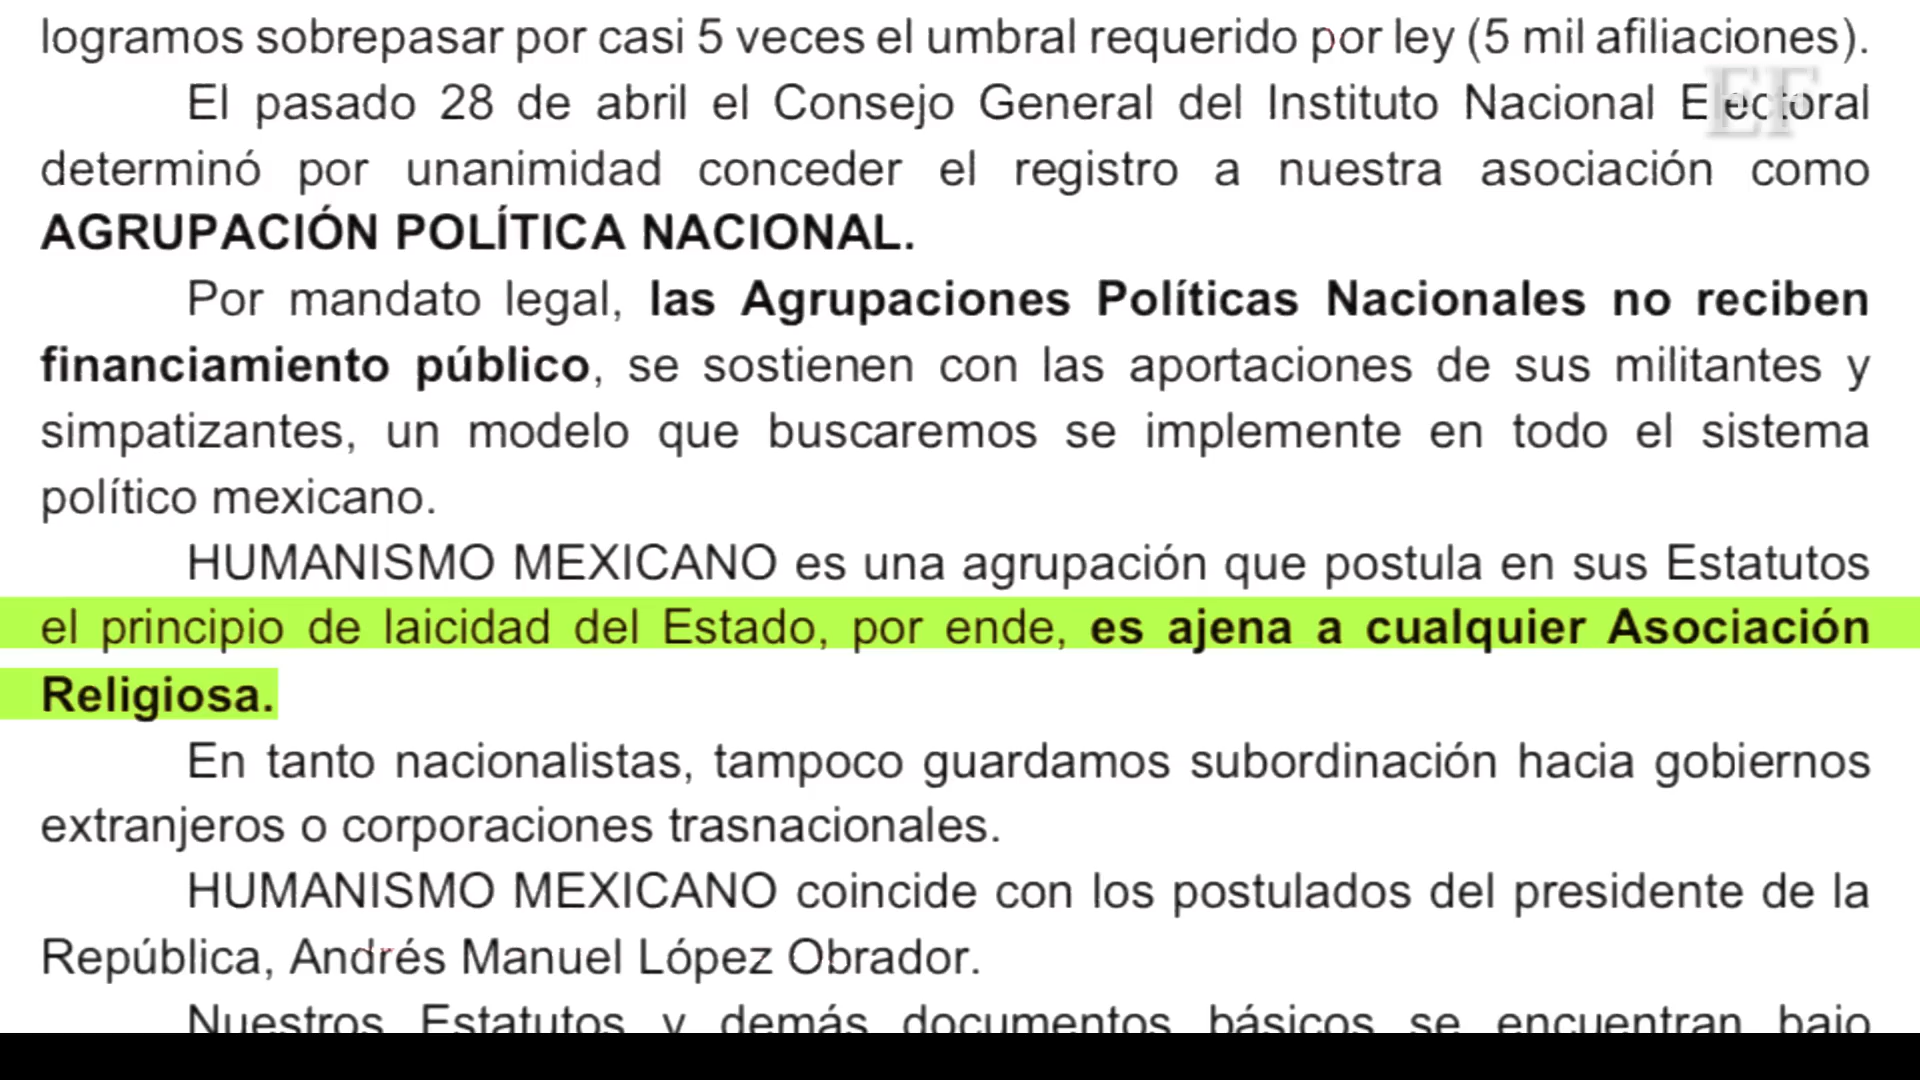 logramos sobrepasar por casi 5 veces el umbral requerido por ley (5 mil afiliaciones).
El pasado 28 de abril el Consejo General del Instituto Nacional Electoral
determinó por unanimidad conceder el registro a nuestra asociación como
AGRUPACIÓN POLÍTICA NACIONAL.
Por mandato legal, las Agrupaciones Políticas Nacionales no reciben
financiamiento público, se sostienen con las aportaciones de sus militantes y
simpatizantes, un modelo que buscaremos se implemente en todo el sistema
político mexicano.
HUMANISMO MEXICANO es una agrupación que postula en sus Estatutos
el principio de laicidad del Estado, por ende, es ajena a cualquier Asociación
Religiosa.
En tanto nacionalistas, tampoco guardamos subordinación hacia gobiernos
extranjeros o corporaciones trasnacionales.
HUMANISMO MEXICANO coincide con los postulados del presidente de la
República, Andrés Manuel López Obrador.
Nuestros Estatutos y demás documentos básicos se encuentran bajo
EF